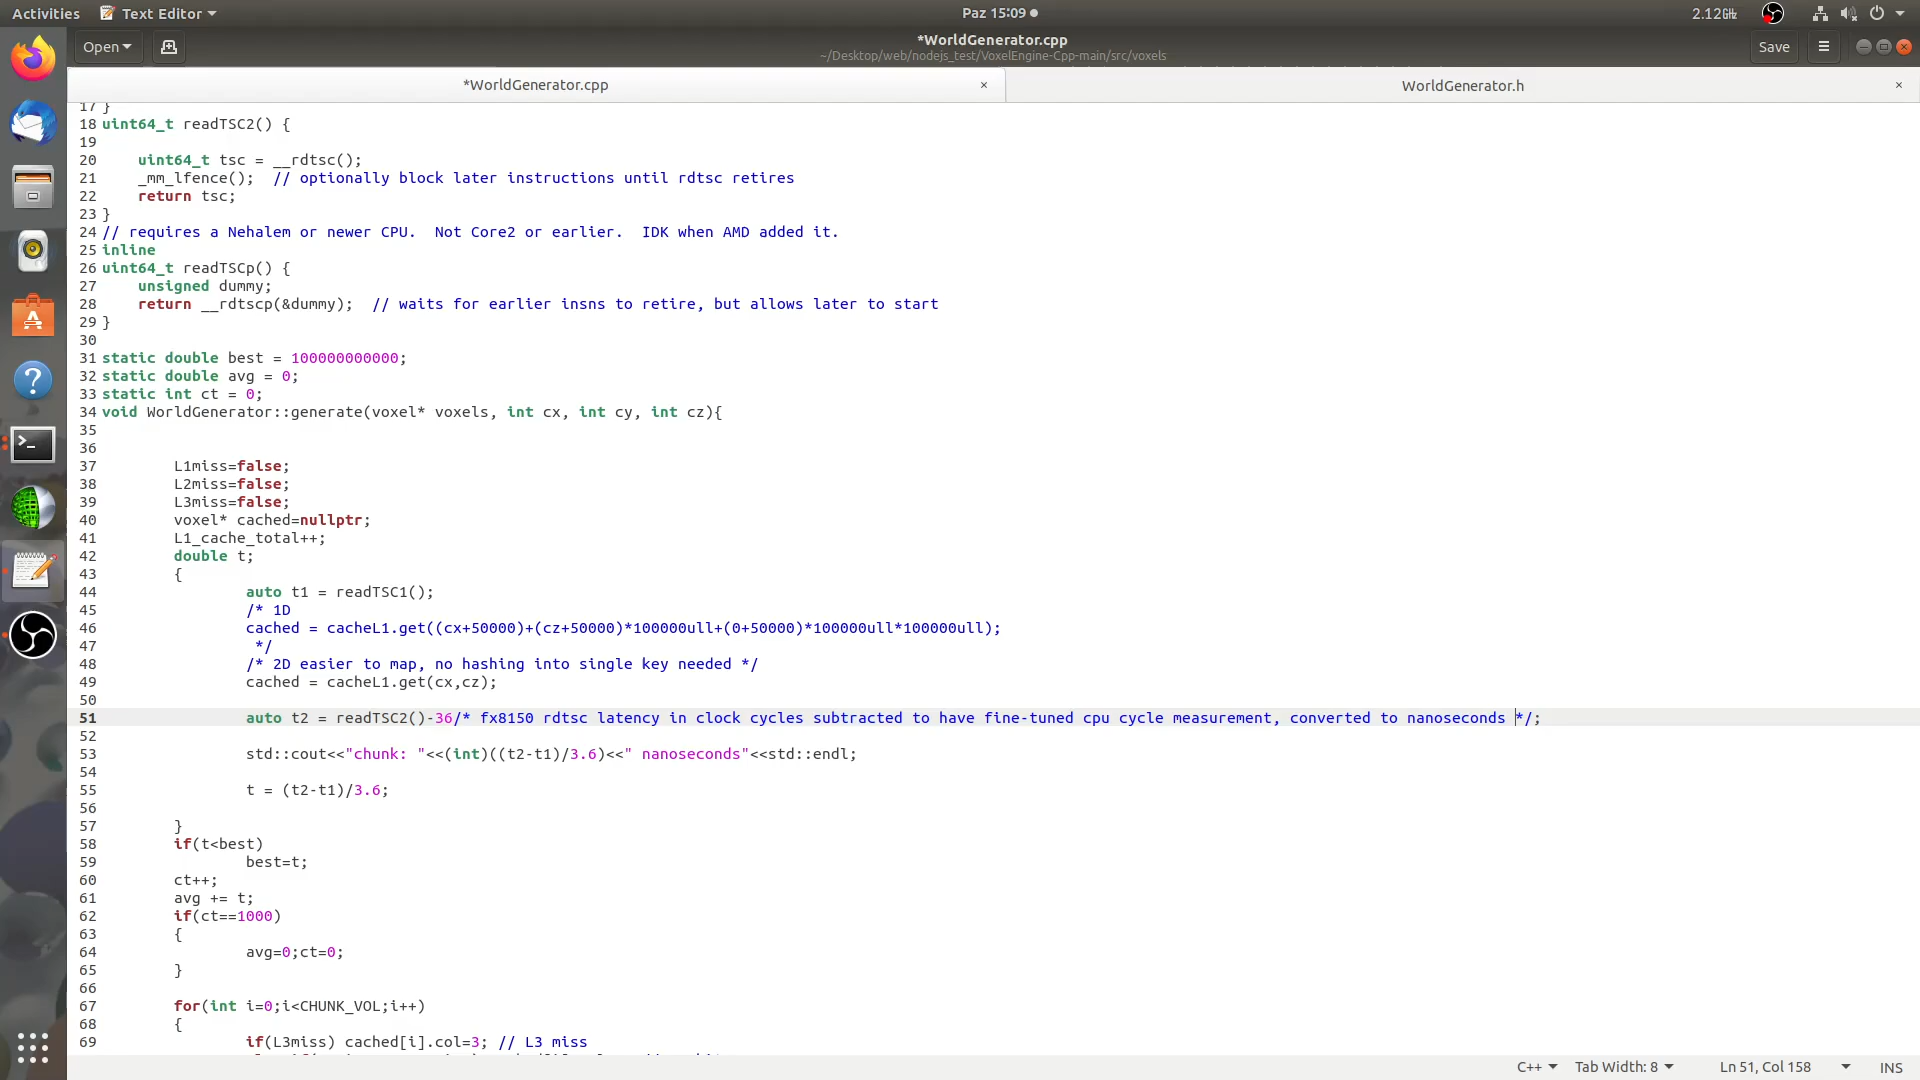 Activities Text Editor Paz 15:09 2.12GHz
Open *WorldGenerator.cpp Save
~/Desktop/web/nodejs_test/VoxelEngine-Cpp-main/src/voxels
*WorldGenerator.cpp × WorldGenerator.h ×
17 }
18 uint64_t readTSC2() {
19
20 uint64_t tsc = __rdtsc();
21 _mm_lfence();  // optionally block later instructions until rdtsc retires
22 return tsc;
23 }
24 // requires a Nehalem or newer CPU.  Not Core2 or earlier.  IDK when AMD added it.
25 inline
26 uint64_t readTSCp() {
27 unsigned dummy;
28 return __rdtscp(&dummy);  // waits for earlier insns to retire, but allows later to start
29 }
30
31 static double best = 100000000000;
32 static double avg = 0;
33 static int ct = 0;
34 void WorldGenerator::generate(voxel* voxels, int cx, int cy, int cz){
35
36
37 L1miss=false;
38 L2miss=false;
39 L3miss=false;
40 voxel* cached=nullptr;
41 L1_cache_total++;
42 double t;
43 {
44 auto t1 = readTSC1();
45 /* 1D
46 cached = cacheL1.get((cx+50000)+(cz+50000)*100000ull+(0+50000)*100000ull*100000ull);
47 */
48 /* 2D easier to map, no hashing into single key needed */
49 cached = cacheL1.get(cx,cz);
50
51 auto t2 = readTSC2()-36/* fx8150 rdtsc latency in clock cycles subtracted to have fine-tuned cpu cycle measurement, converted to nanoseconds */;
52
53 std::cout<<"chunk: "<<(int)((t2-t1)/3.6)<<" nanoseconds"<<std::endl;
54
55 t = (t2-t1)/3.6;
56
57 }
58 if(t<best)
59 best=t;
60 ct++;
61 avg += t;
62 if(ct==1000)
63 {
64 avg=0;ct=0;
65 }
66
67 for(int i=0;i<CHUNK_VOL;i++)
68 {
69 if(L3miss) cached[i].col=3; // L3 miss
C++ Tab Width: 8 Ln 51, Col 158 INS